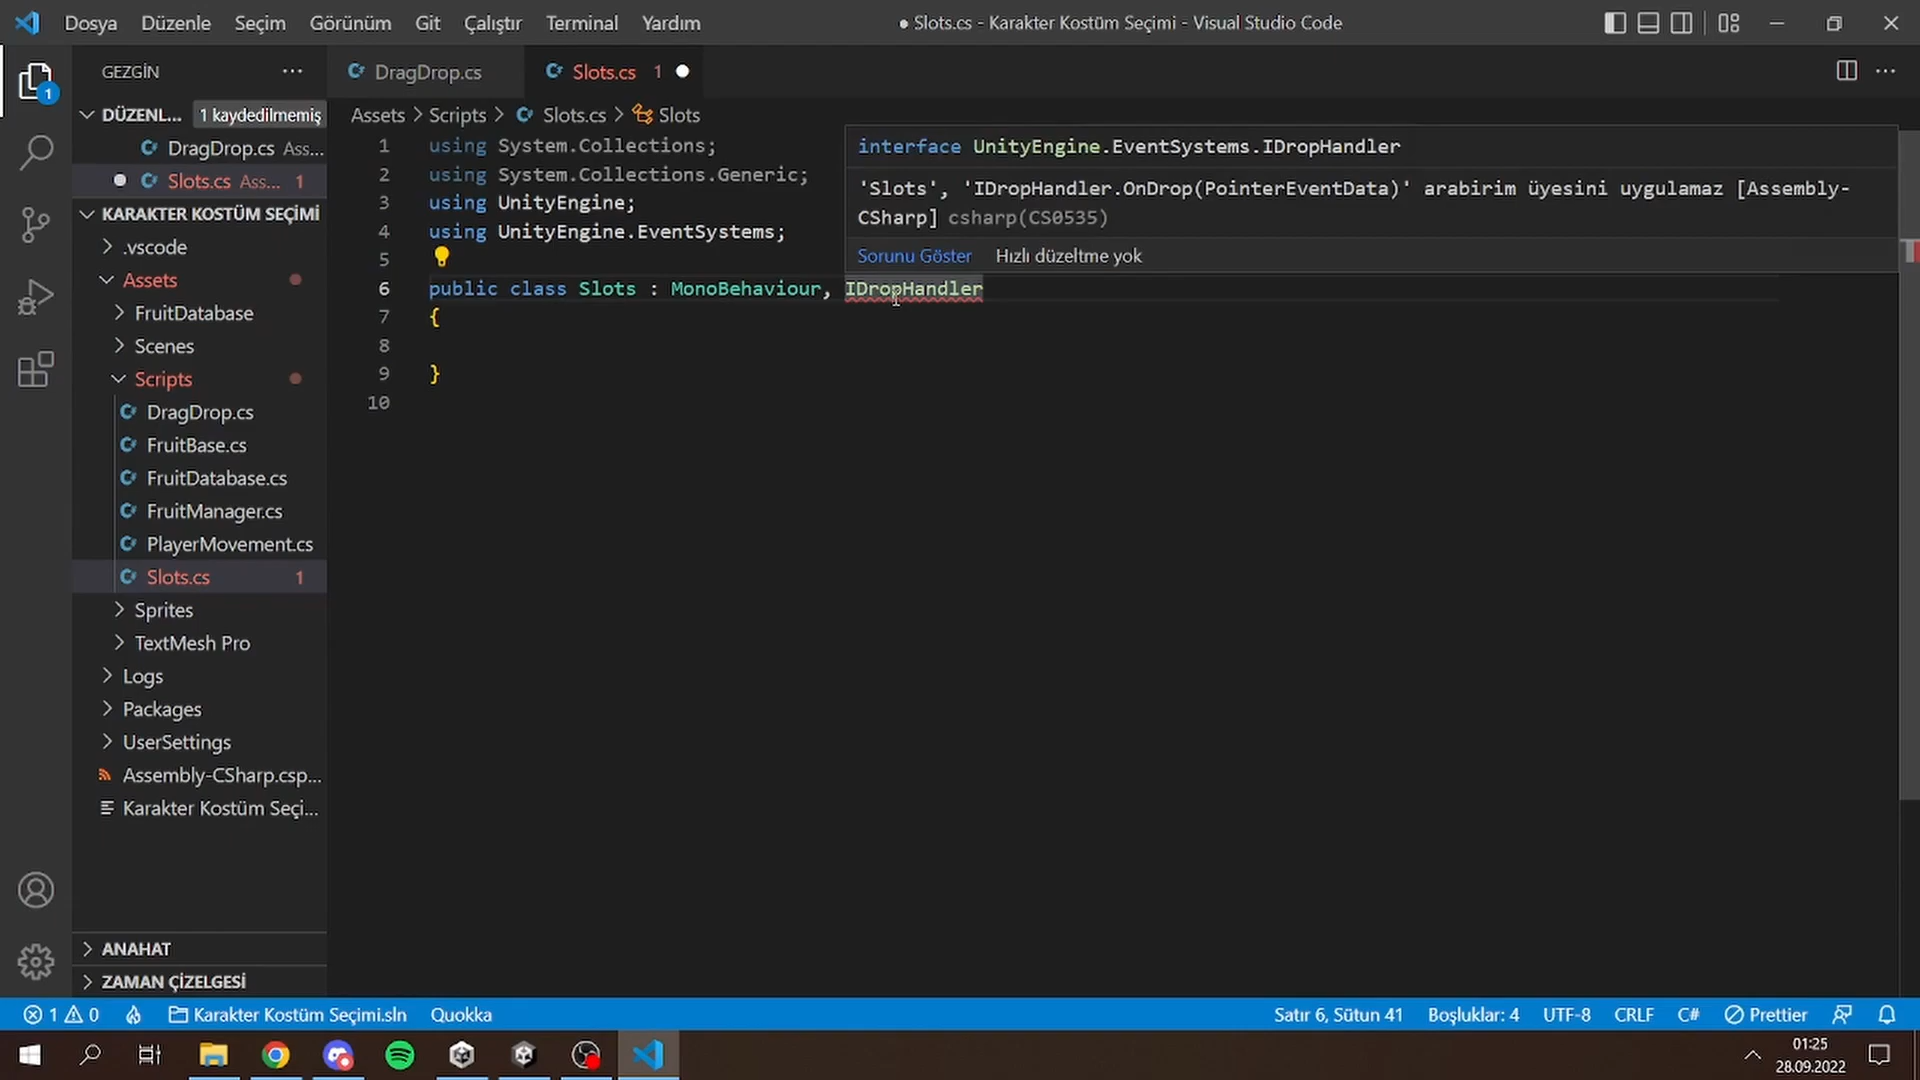 Dosya Düzenle Seçim Görünüm Git Çalıştır Terminal Yardım
● Slots.cs - Karakter Kostüm Seçimi - Visual Studio Code
GEZGİN ...
DragDrop.cs
Slots.cs 1
DÜZENL... 1 kaydedilmemiş
DragDrop.cs Ass...
Slots.cs Ass... 1
KARAKTER KOSTÜM SEÇİMİ
.vscode
Assets
FruitDatabase
Scenes
Scripts
DragDrop.cs
FruitBase.cs
FruitDatabase.cs
FruitManager.cs
PlayerMovement.cs
Slots.cs 1
Sprites
TextMesh Pro
Logs
Packages
UserSettings
Assembly-CSharp.csp...
Karakter Kostüm Seçi...
ANAHAT
ZAMAN ÇİZELGESİ
1
Assets > Scripts > Slots.cs > Slots
1 using System.Collections;
2 using System.Collections.Generic;
3 using UnityEngine;
4 using UnityEngine.EventSystems;
5
6 public class Slots : MonoBehaviour, IDropHandler
7 {
8
9 }
10
interface UnityEngine.EventSystems.IDropHandler
'Slots', 'IDropHandler.OnDrop(PointerEventData)' arabirim üyesini uygulamaz [Assembly-
CSharp] csharp(CS0535)
Sorunu Göster Hızlı düzeltme yok
1 0 Karakter Kostüm Seçimi.sln Quokka
Satır 6, Sütun 41 Boşluklar: 4 UTF-8 CRLF C# Prettier
01:25
28.09.2022